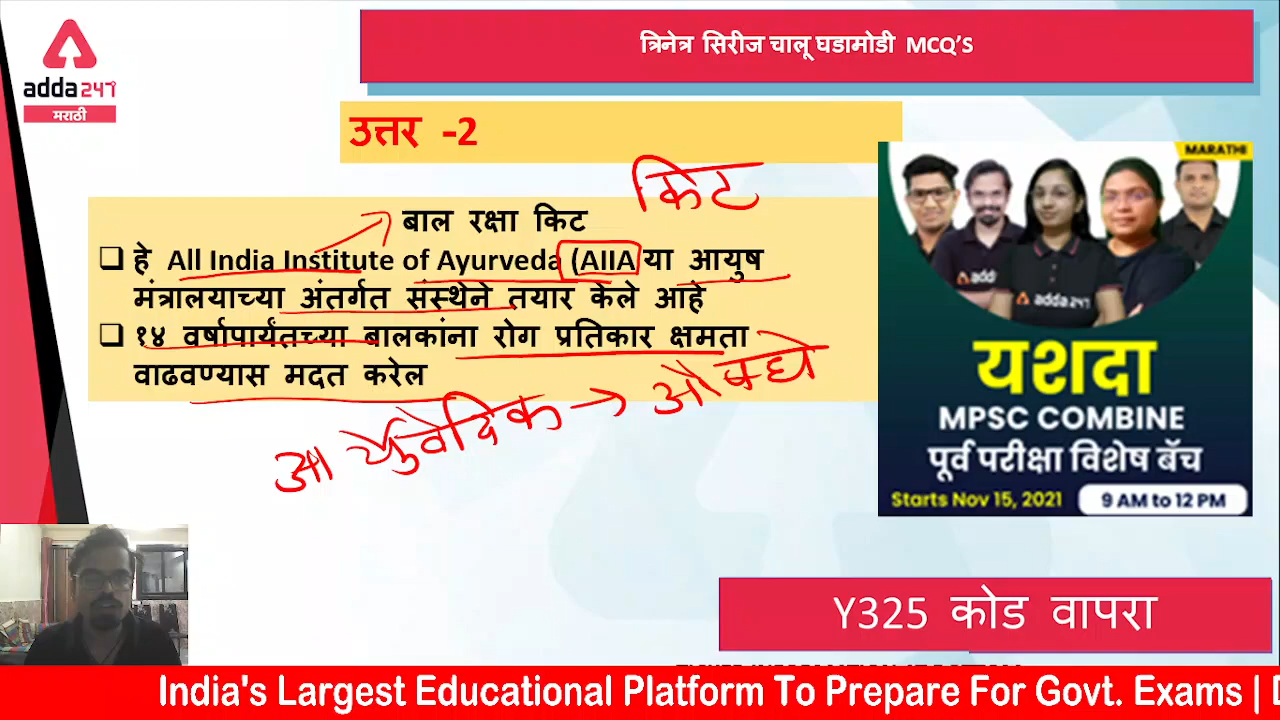 adda247
मराठी
त्रिनेत्र सिरीज चालू घडामोडी MCQ'S
उत्तर -2
किट
बाल रक्षा किट
हे All India Institute of Ayurveda (AIIA या आयुष
मंत्रालयाच्या अंतर्गत संस्थेने तयार केले आहे
१४ वर्षापार्यंतच्या बालकांना रोग प्रतिकार क्षमता
वाढवण्यास मदत करेल
आर्युवेदिक → औषधे
MARATHI
adda247
यशदा
MPSC COMBINE
पूर्व परीक्षा विशेष बॅच
Starts Nov 15, 2021 9 AM to 12 PM
Y325 कोड वापरा
India's Largest Educational Platform To Prepare For Govt. Exams |